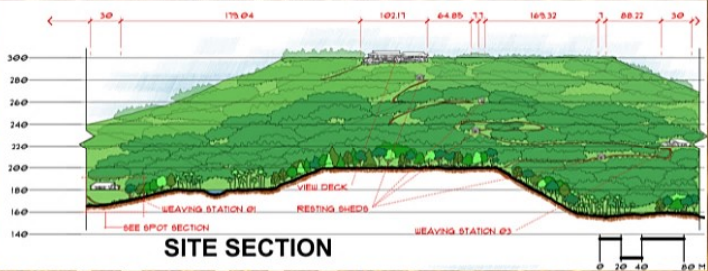 30 179.04 102.17 64.85 7 7 165.32 7 88.22 30
300
280
260
240
220
200
180
160
140
VIEW DECK
WEAVING STATION 01
RESTING SHEDS
SEE SPOT SECTION
WEAVING STATION 03
SITE SECTION
0 20 40 80 M